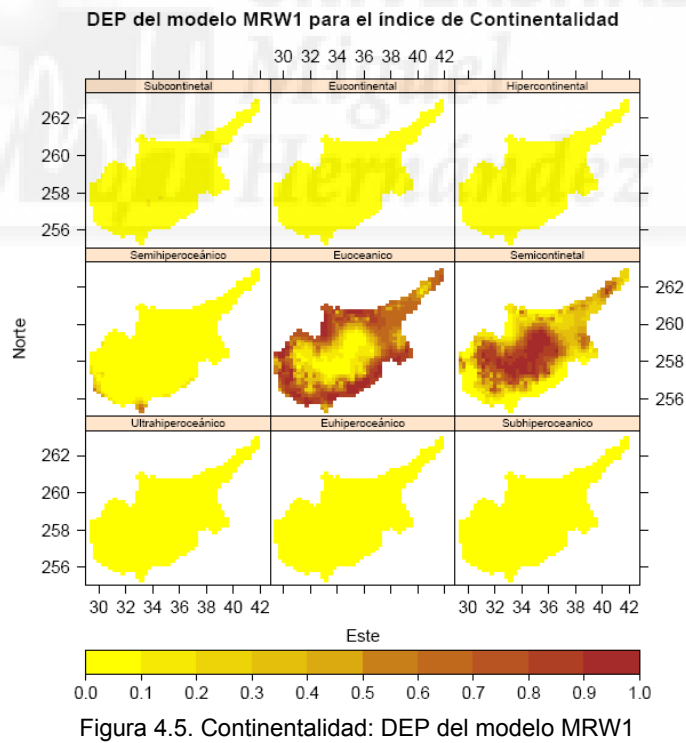 DEP del modelo MRW1 para el índice de Continentalidad
Miguel
Hernández
30 32 34 36 38 40 42
Subcontinetal Eucontinental Hipercontinental
262
260
258
256
Semihiperoceánico Euoceanico Semicontinetal
262
260
258
256
Norte
Ultrahiperoceánico Euhiperoceánico Subhiperoceanico
262
260
258
256
30 32 34 36 38 40 42 30 32 34 36 38 40 42
Este
0.0 0.1 0.2 0.3 0.4 0.5 0.6 0.7 0.8 0.9 1.0
Figura 4.5. Continentalidad: DEP del modelo MRW1